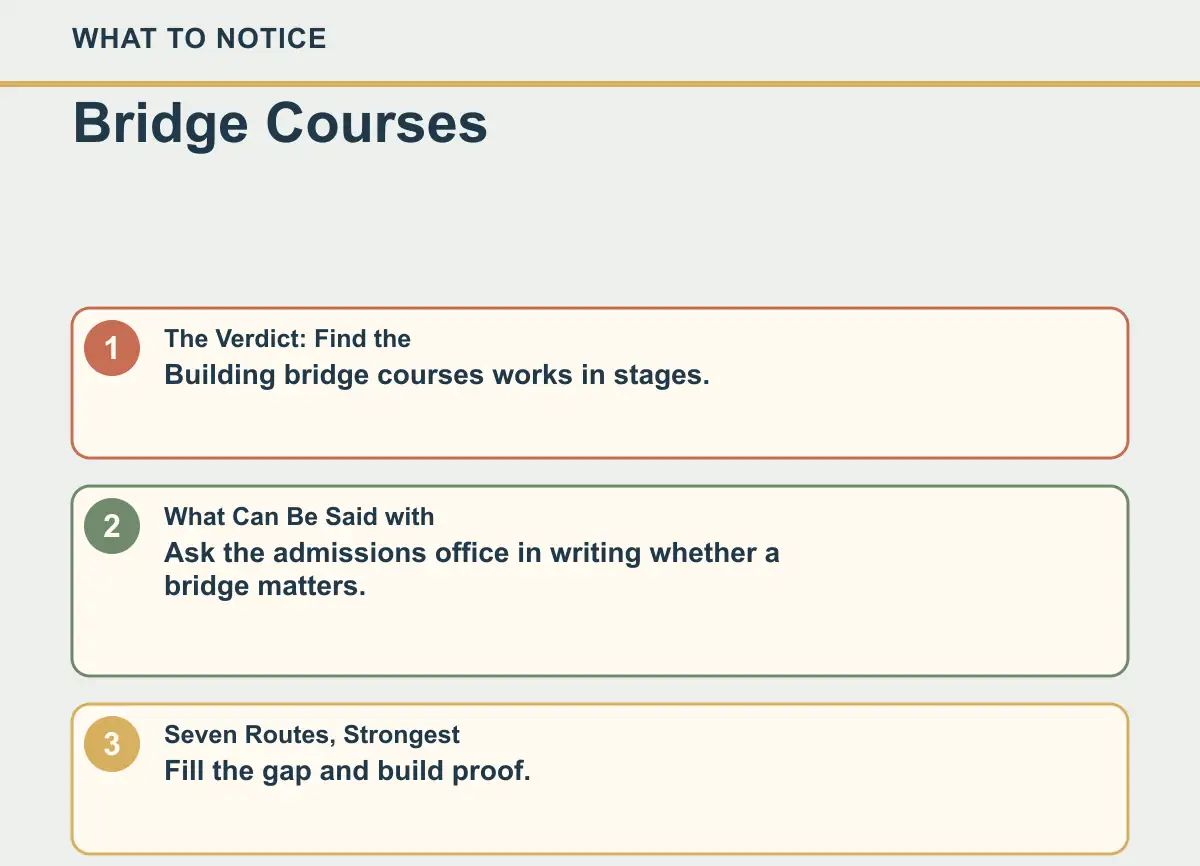 WHAT TO NOTICE
Bridge Courses
1
The Verdict: Find the
Building bridge courses works in stages.
2
What Can Be Said with
Ask the admissions office in writing whether a
bridge matters.
3
Seven Routes, Strongest
Fill the gap and build proof.